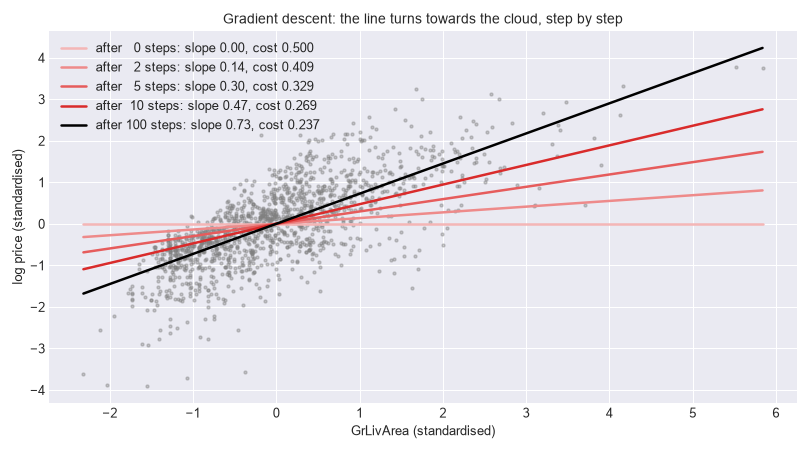 Gradient descent: the line turns towards the cloud, step by step
after   0 steps: slope 0.00, cost 0.500
after   2 steps: slope 0.14, cost 0.409
after   5 steps: slope 0.30, cost 0.329
after  10 steps: slope 0.47, cost 0.269
after 100 steps: slope 0.73, cost 0.237
log price (standardised)
4
3
2
1
0
−1
−2
−3
−4
−2 −1 0 1 2 3 4 5 6
GrLivArea (standardised)